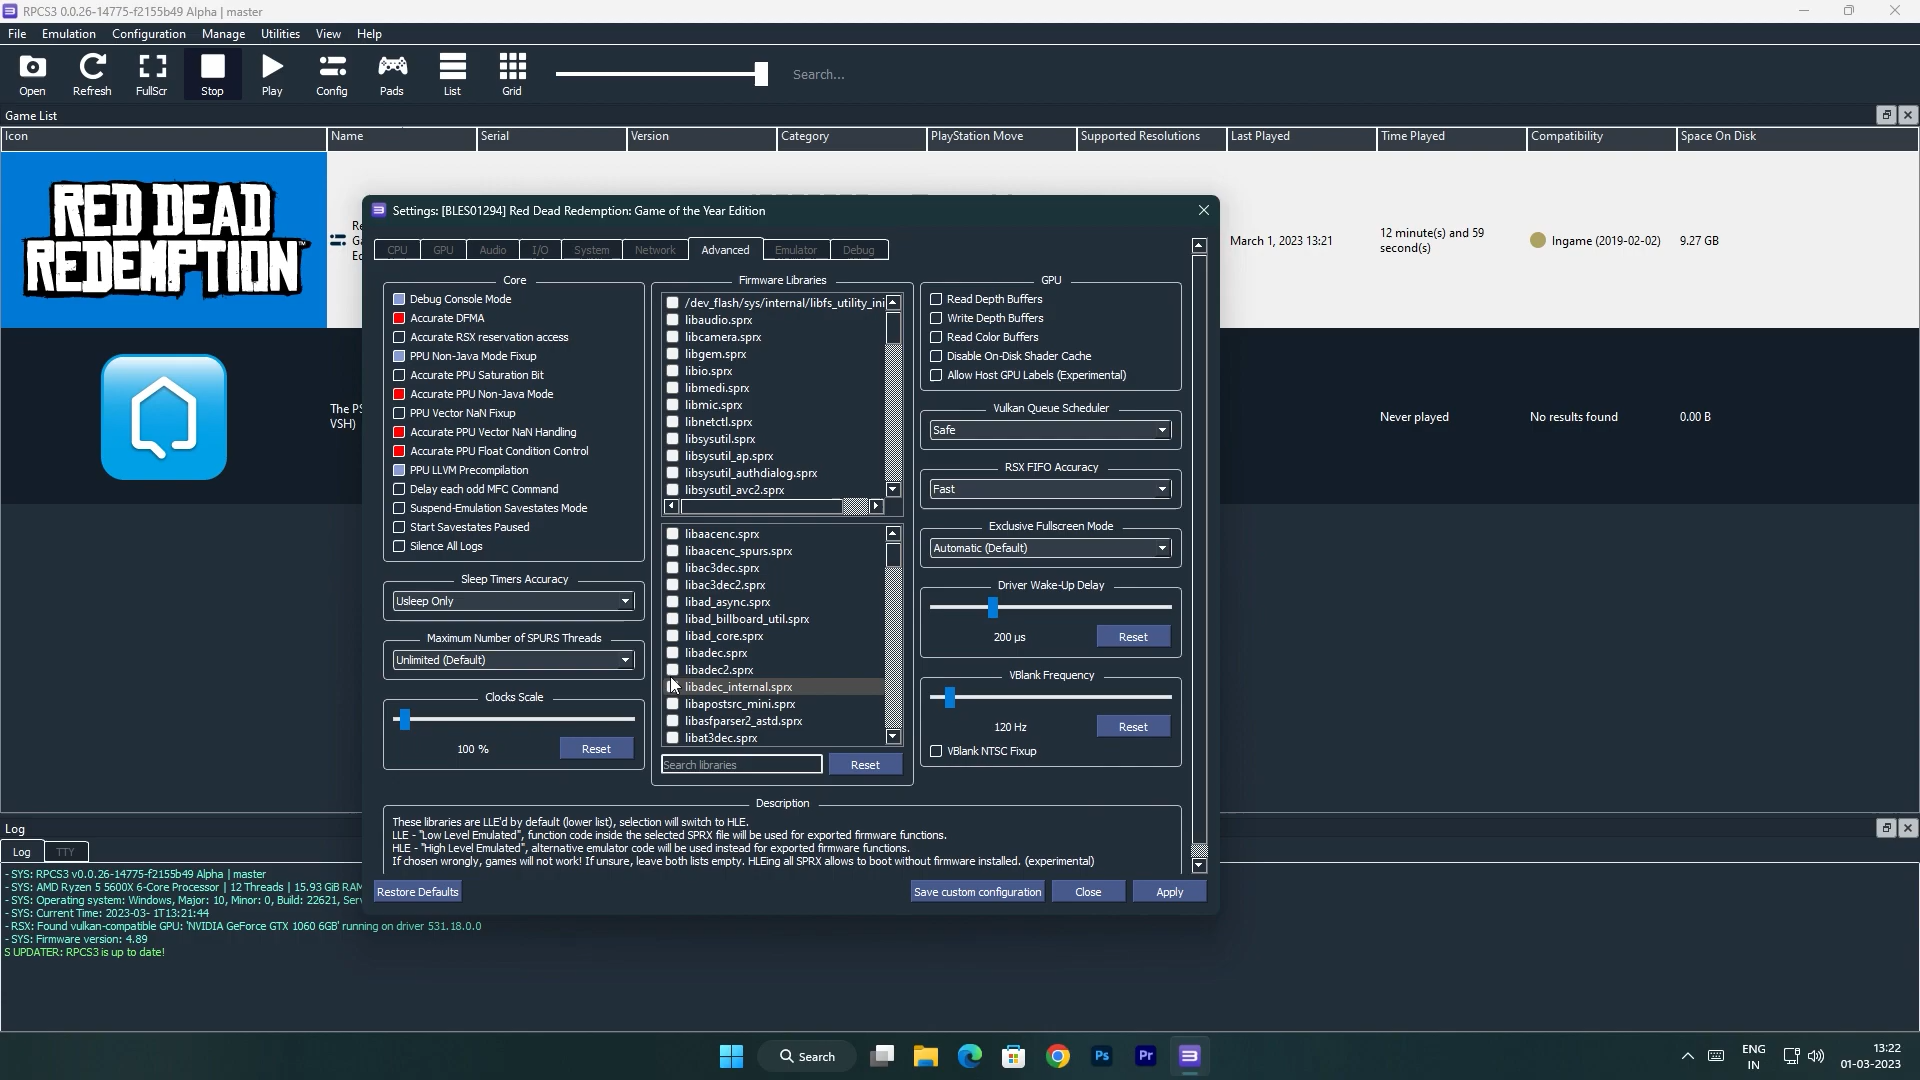 RPCS3 0.0.26-14775-f2155b49 Alpha | master
File Emulation Configuration Manage Utilities View Help
Open Refresh FullScr Stop Play Config Pads List Grid Search...
Game List
Icon Name Serial Version Category PlayStation Move Supported Resolutions Last Played Time Played Compatibility Space On Disk
RED DEAD
REDEMPTION
March 1, 2023 13:21
12 minute(s) and 59
second(s)
Ingame (2019-02-02)
9.27 GB
The PS
VSH)
Never played
No results found
0.00 B
Settings: [BLES01294] Red Dead Redemption: Game of the Year Edition
CPU GPU Audio I/O System Network Advanced Emulator Debug
Core
Debug Console Mode
Accurate DFMA
Accurate RSX reservation access
PPU Non-Java Mode Fixup
Accurate PPU Saturation Bit
Accurate PPU Non-Java Mode
PPU Vector NaN Fixup
Accurate PPU Vector NaN Handling
Accurate PPU Float Condition Control
PPU LLVM Precompilation
Delay each odd MFC Command
Suspend-Emulation Savestates Mode
Start Savestates Paused
Silence All Logs
Sleep Timers Accuracy
Usleep Only
Maximum Number of SPURS Threads
Unlimited (Default)
Clocks Scale
100 %
Reset
Firmware Libraries
/dev_flash/sys/internal/libfs_utility_ini
libaudio.sprx
libcamera.sprx
libgem.sprx
libio.sprx
libmedi.sprx
libmic.sprx
libnetctl.sprx
libsysutil.sprx
libsysutil_ap.sprx
libsysutil_authdialog.sprx
libsysutil_avc2.sprx
libaacenc.sprx
libaacenc_spurs.sprx
libac3dec.sprx
libac3dec2.sprx
libad_async.sprx
libad_billboard_util.sprx
libad_core.sprx
libadec.sprx
libadec2.sprx
libadec_internal.sprx
libapostsrc_mini.sprx
libasfparser2_astd.sprx
libat3dec.sprx
Search libraries
Reset
GPU
Read Depth Buffers
Write Depth Buffers
Read Color Buffers
Disable On-Disk Shader Cache
Allow Host GPU Labels (Experimental)
Vulkan Queue Scheduler
Safe
RSX FIFO Accuracy
Fast
Exclusive Fullscreen Mode
Automatic (Default)
Driver Wake-Up Delay
200 µs
Reset
VBlank Frequency
120 Hz
Reset
VBlank NTSC Fixup
Description
These libraries are LLE'd by default (lower list), selection will switch to HLE.
LLE - "Low Level Emulated", function code inside the selected SPRX file will be used for exported firmware functions.
HLE - "High Level Emulated", alternative emulator code will be used instead for exported firmware functions.
If chosen wrongly, games will not work! If unsure, leave both lists empty. HLEing all SPRX allows to boot without firmware installed. (experimental)
Restore Defaults Save custom configuration Close Apply
Log
Log TTY
- SYS: RPCS3 v0.0.26-14775-f2155b49 Alpha | master
- SYS: AMD Ryzen 5 5600X 6-Core Processor | 12 Threads | 15.93 GiB RAM
- SYS: Operating system: Windows, Major: 10, Minor: 0, Build: 22621, Ser
- SYS: Current Time: 2023-03- 1T13:21:44
- RSX: Found vulkan-compatible GPU: 'NVIDIA GeForce GTX 1060 6GB' running on driver 531.18.0.0
- SYS: Firmware version: 4.89
S UPDATER: RPCS3 is up to date!
Search
Ps Pr
ENG
IN
13:22
01-03-2023